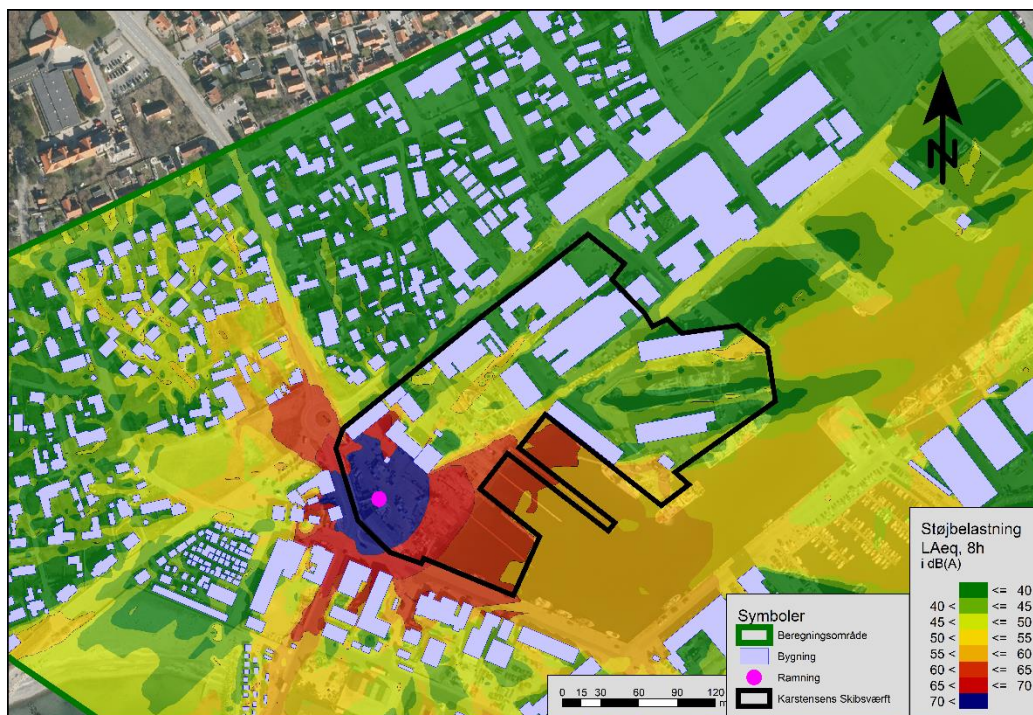 N
Støjbelastning
LAeq, 8h
i dB(A)
<= 40
40 < <= 45
45 < <= 50
50 < <= 55
55 < <= 60
60 < <= 65
65 < <= 70
70 <
Symboler
Beregningsområde
Bygning
Ramning
Karstensens Skibsværft
0 15 30 60 90 120
m